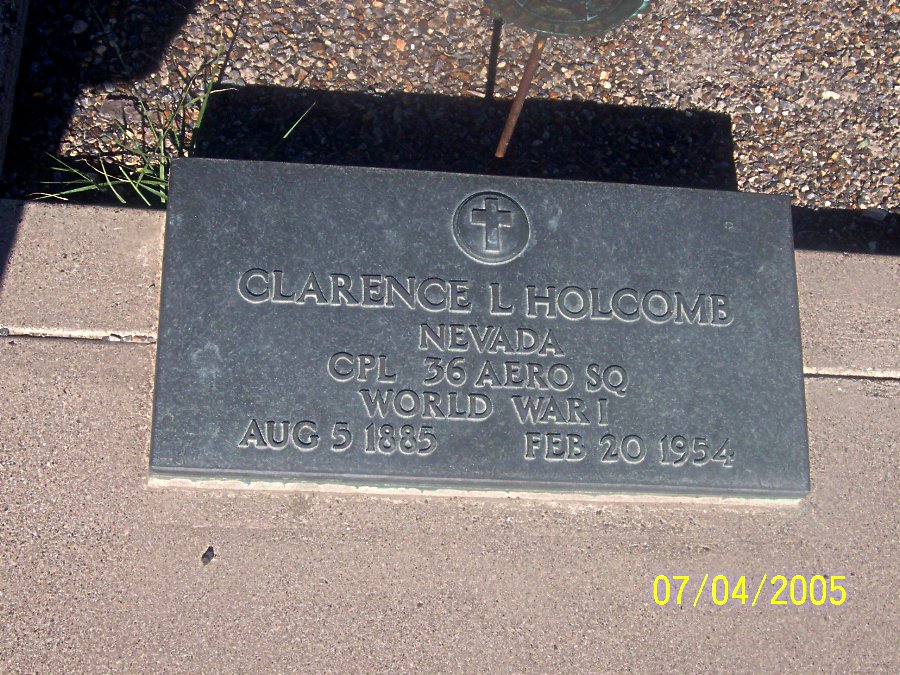 CLARENCE L HOLCOMB
NEVADA
CPL 36 AERO SQ
WORLD WAR I
AUG 5 1885 FEB 20 1954
07/04/2005